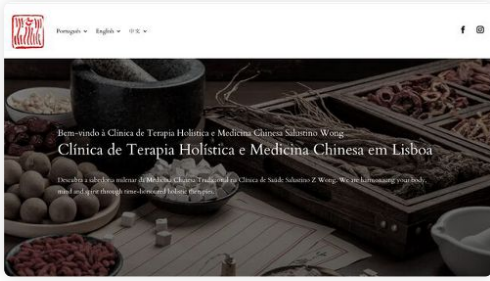 Português English 中文
Bem-vindo à Clínica de Terapia Holística e Medicina Chinesa Salustino Wong
Clínica de Terapia Holística e Medicina Chinesa em Lisboa
Descubra a sabedoria milenar da Medicina Chinesa Tradicional na Clínica de Saúde Salustino Z Wong. We are harmonizing your body,
mind and spirit through time-honoured holistic therapies.